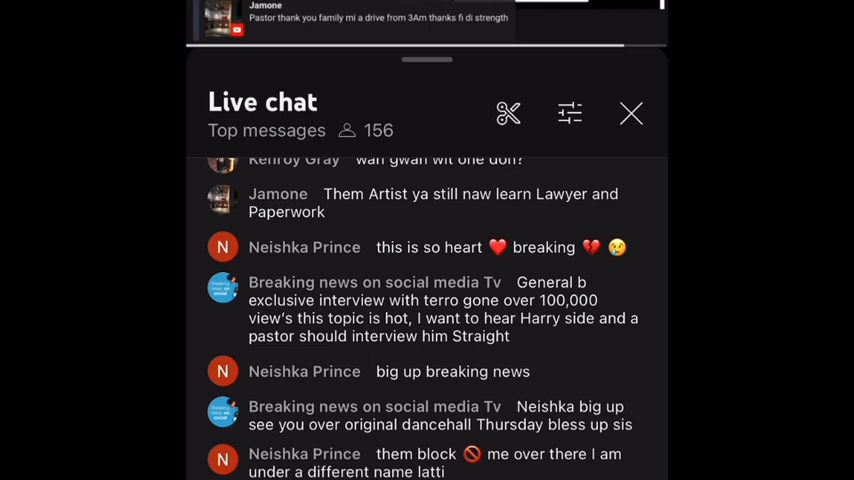 Jamone
Pastor thank you family mi a drive from 3Am thanks fi di strength
Live chat
Top messages 156
Kenroy Gray wah gwan wit one don?
Jamone Them Artist ya still naw learn Lawyer and
Paperwork
Neishka Prince this is so heart ❤️ breaking 💔 😢
Breaking news on social media Tv General b
exclusive interview with terro gone over 100,000
view's this topic is hot, I want to hear Harry side and a
pastor should interview him Straight
Neishka Prince big up breaking news
Breaking news on social media Tv Neishka big up
see you over original dancehall Thursday bless up sis
Neishka Prince them block 🚫 me over there I am
under a different name latti